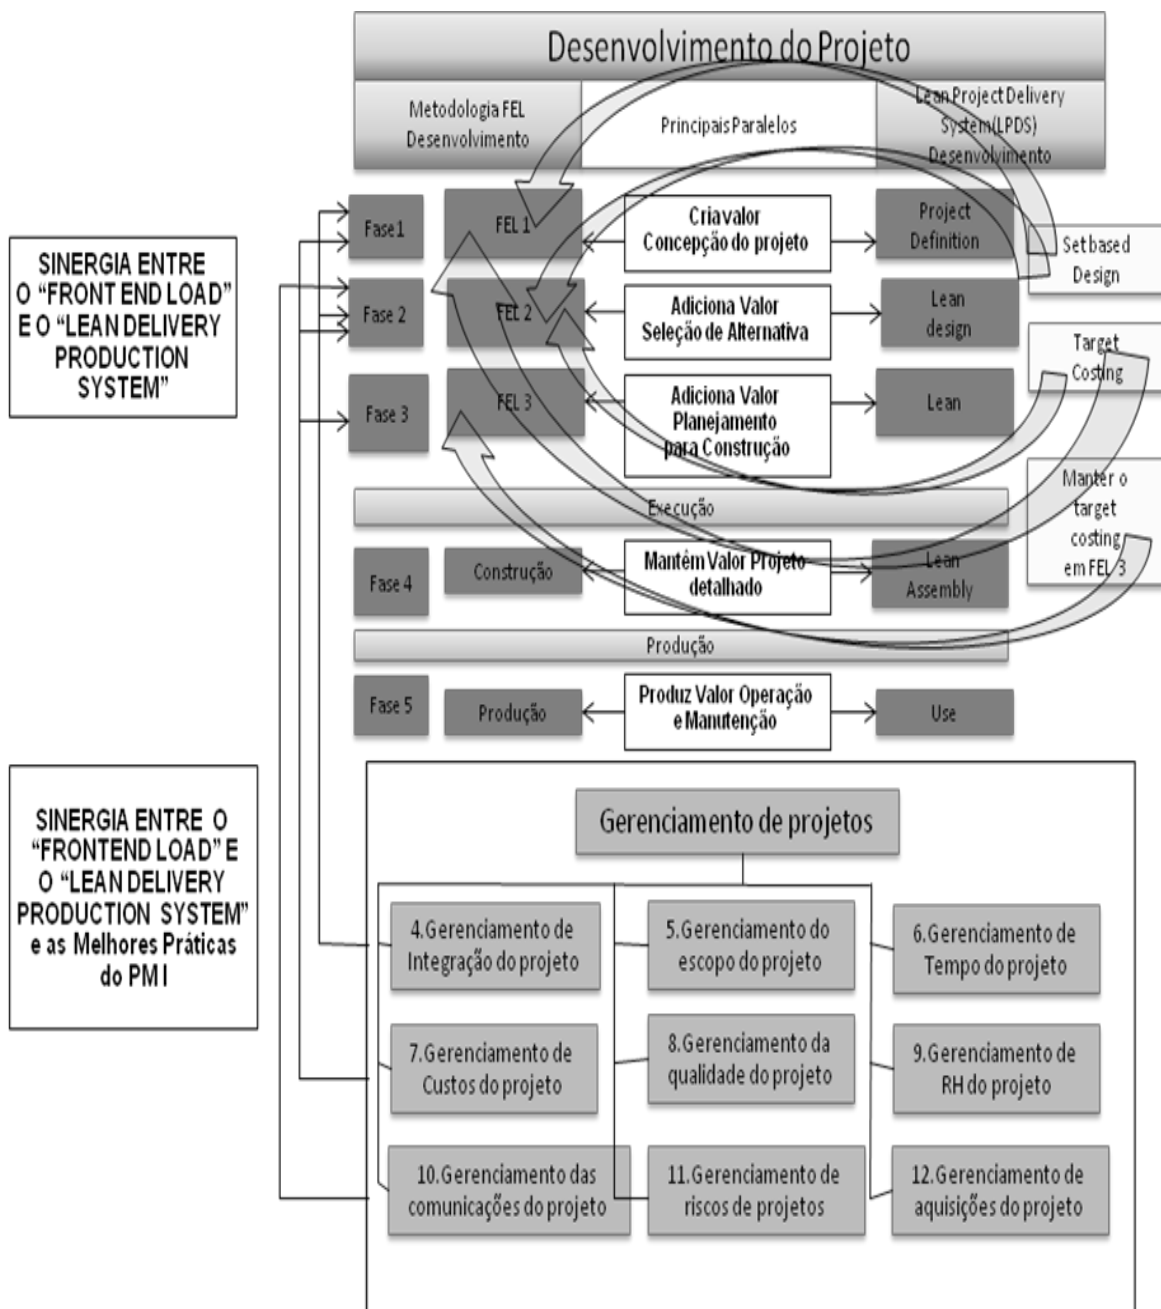 Desenvolvimento do Projeto
Metodologia FEL
Desenvolvimento
Principais Paralelos
Lean Project Delivery
System(LPDS)
Desenvolvimento
SINERGIA ENTRE
O “FRONT END LOAD”
E O “LEAN DELIVERY
PRODUCTION
SYSTEM”
Fase1
FEL 1
Criavalor
Concepção do projeto
Project
Definition
Set based
Design
Fase 2
FEL 2
Adiciona Valor
Seleção de Alternativa
Lean
design
Target
Costing
Fase 3
FEL 3
Adiciona Valor
Planejamento
para Construção
Lean
Manter o
target
costing
em FEL 3
Execução
Fase 4
Construção
Mantêm Valor Projeto
detalhado
Lean
Assembly
Produção
Fase 5
Produção
Produz Valor Operação
e Manutenção
Use
SINERGIA ENTRE O
“FRONTEND LOAD” E
O “LEAN DELIVERY
PRODUCTION SYSTEM”
e as Melhores Práticas
do PM I
Gerenciamento de projetos
4.Gerenciamento de
Integração do projeto
5.Gerenciamento do
escopo do projeto
6.Gerenciamento de
Tempo do projeto
7.Gerenciamento de
Custos do projeto
8.Gerenciamento da
qualidade do projeto
9.Gerenciamento de
RH do projeto
10.Gerenciamento das
comunicações do projeto
11.Gerenciamento de
riscos de projetos
12.Gerenciamento de
aquisições do projeto